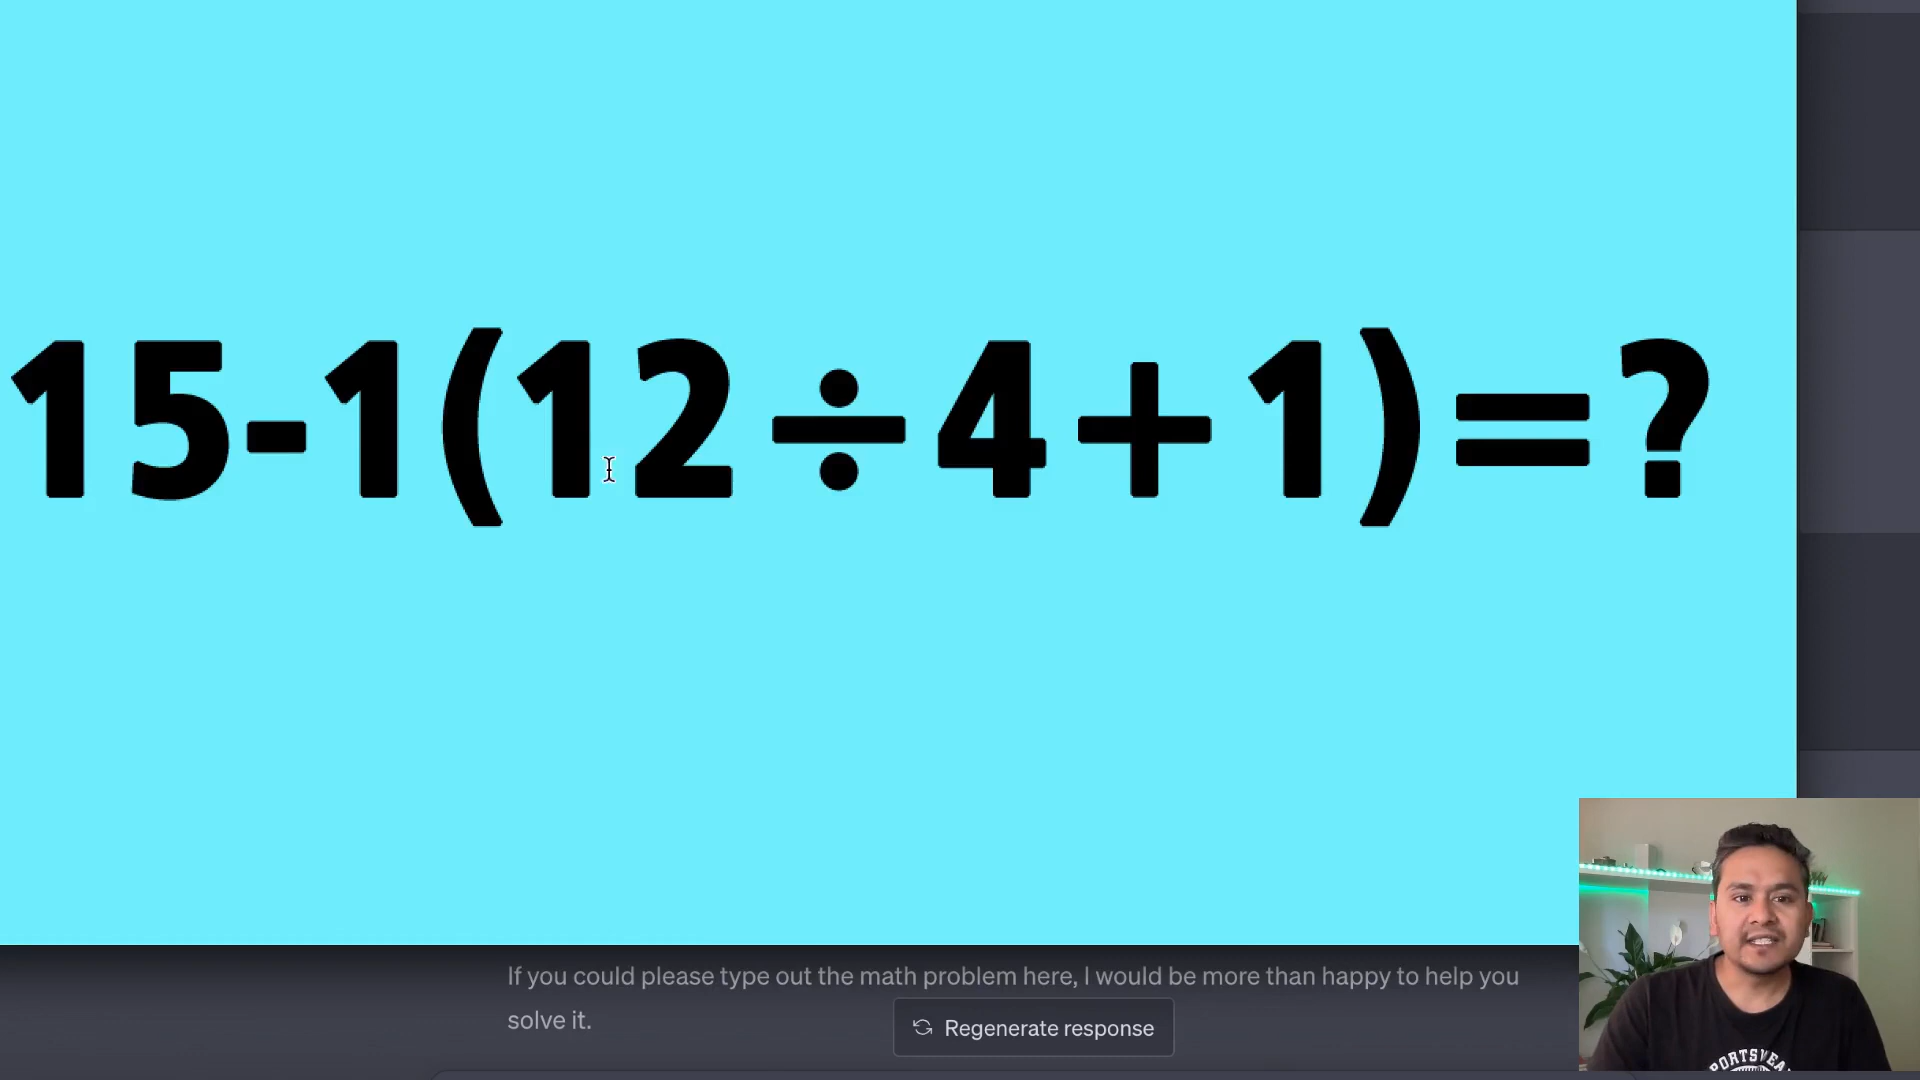 15-1(12÷4+1)=?
If you could please type out the math problem here, I would be more than happy to help you
solve it.
Regenerate response